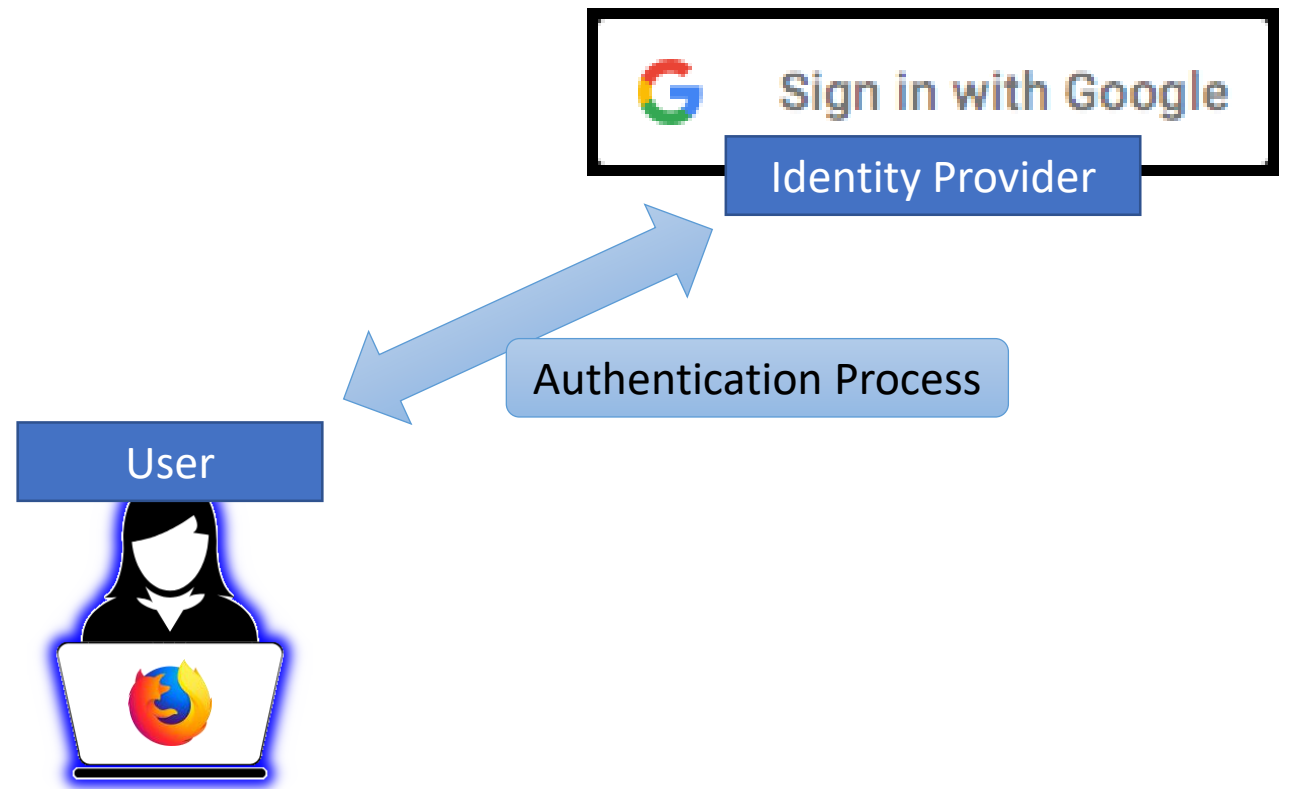 Sign in with Google
Identity Provider
Authentication Process
User